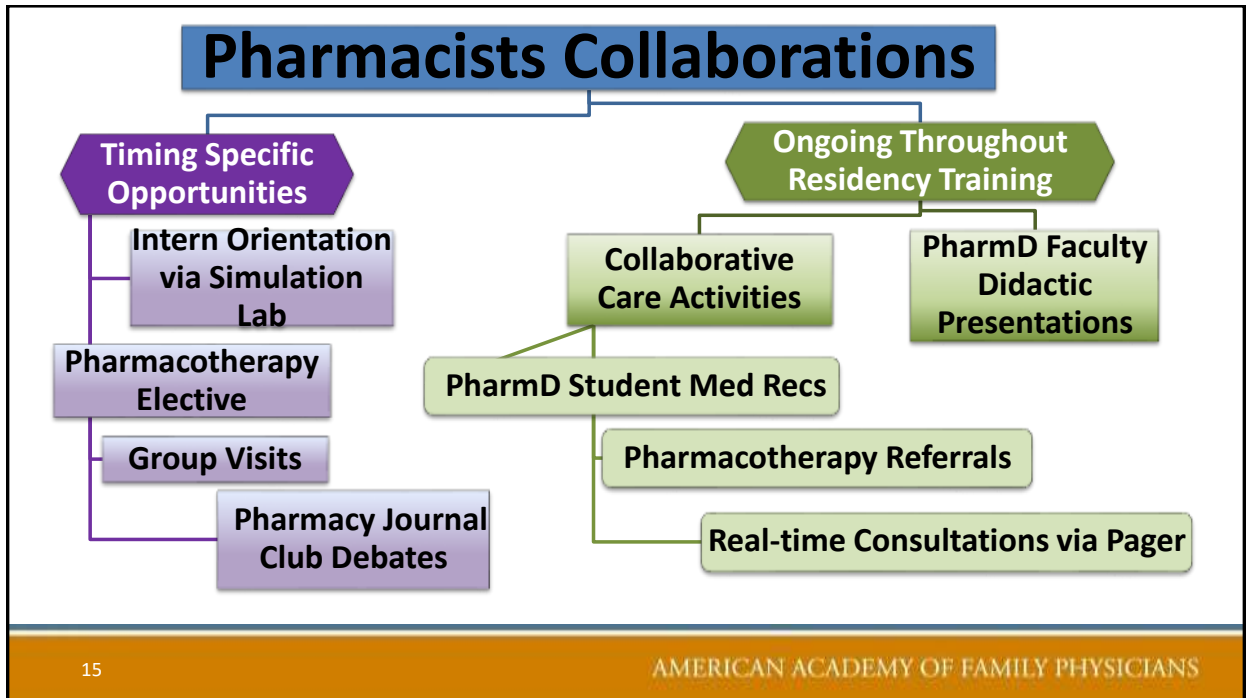 Pharmacists Collaborations
Timing Specific
Opportunities
Intern Orientation
via Simulation
Lab
Pharmacotherapy
Elective
Group Visits
Pharmacy Journal
Club Debates
Ongoing Throughout
Residency Training
Collaborative
Care Activities
PharmD Faculty
Didactic
Presentations
PharmD Student Med Recs
Pharmacotherapy Referrals
Real-time Consultations via Pager
15
AMERICAN ACADEMY OF FAMILY PHYSICIANS